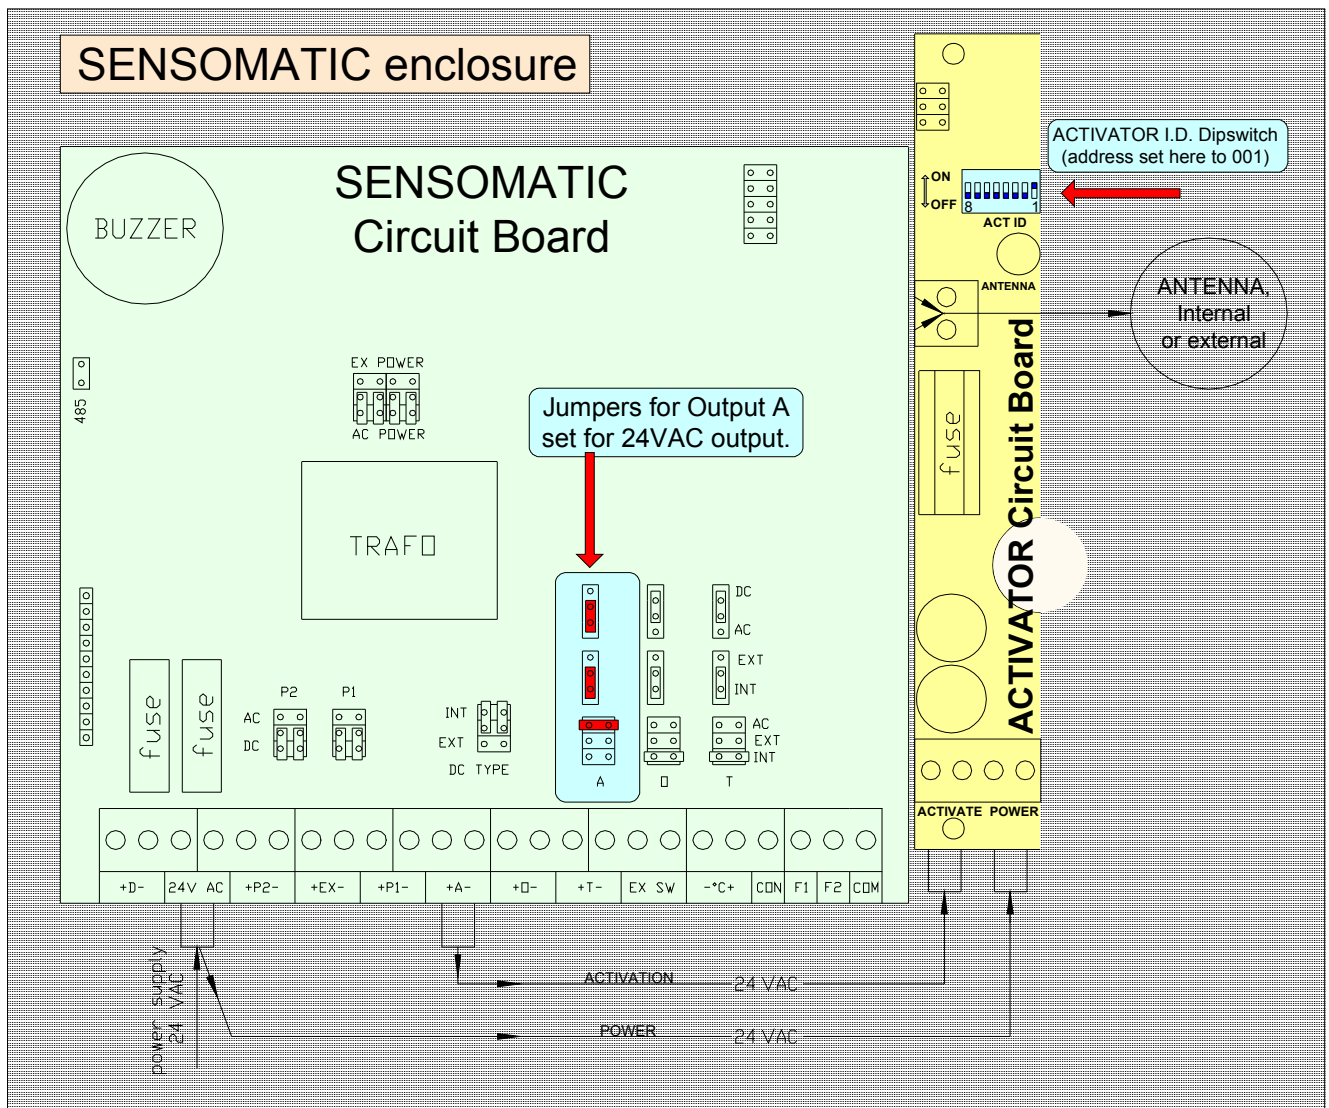 SENSOMATIC enclosure
SENSOMATIC
Circuit Board
BUZZER
ACTIVATOR I.D. Dipswitch
(address set here to 001)
ON
OFF
8 1
ACT ID
ANTENNA
ANTENNA,
Internal
or external
485
EX POWER
AC POWER
Jumpers for Output A
set for 24VAC output.
fuse
ACTIVATOR Circuit Board
TRAFO
DC
AC
EXT
INT
AC
EXT
INT
A O T
fuse
fuse
P2 P1
AC
DC
INT
EXT
DC TYPE
ACTIVATE POWER
+D- 24V AC +P2- +EX- +P1- +A- +O- +T- EX SW -°C+ CON F1 F2 COM
power supply
24 VAC
ACTIVATION 24 VAC
POWER 24 VAC